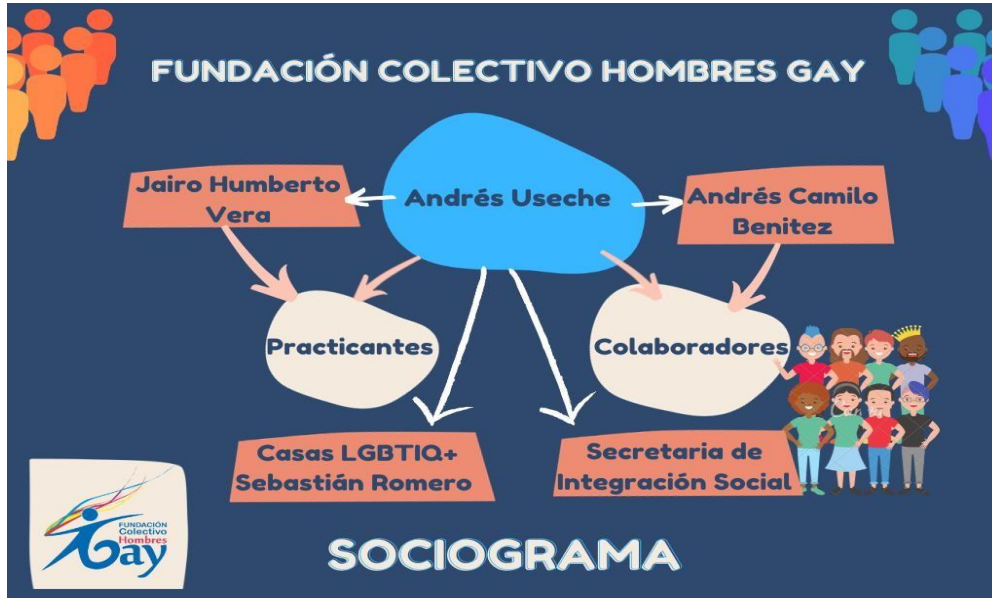 FUNDACIÓN COLECTIVO HOMBRES GAY
Jairo Humberto
Vera
Andrés Useche
Andrés Camilo
Benitez
Practicantes
Colaboradores
Casas LGBTIQ+
Sebastián Romero
Secretaria de
Integración Social
FUNDACIÓN
Colectivo
Hombres
Gay
SOCIOGRAMA